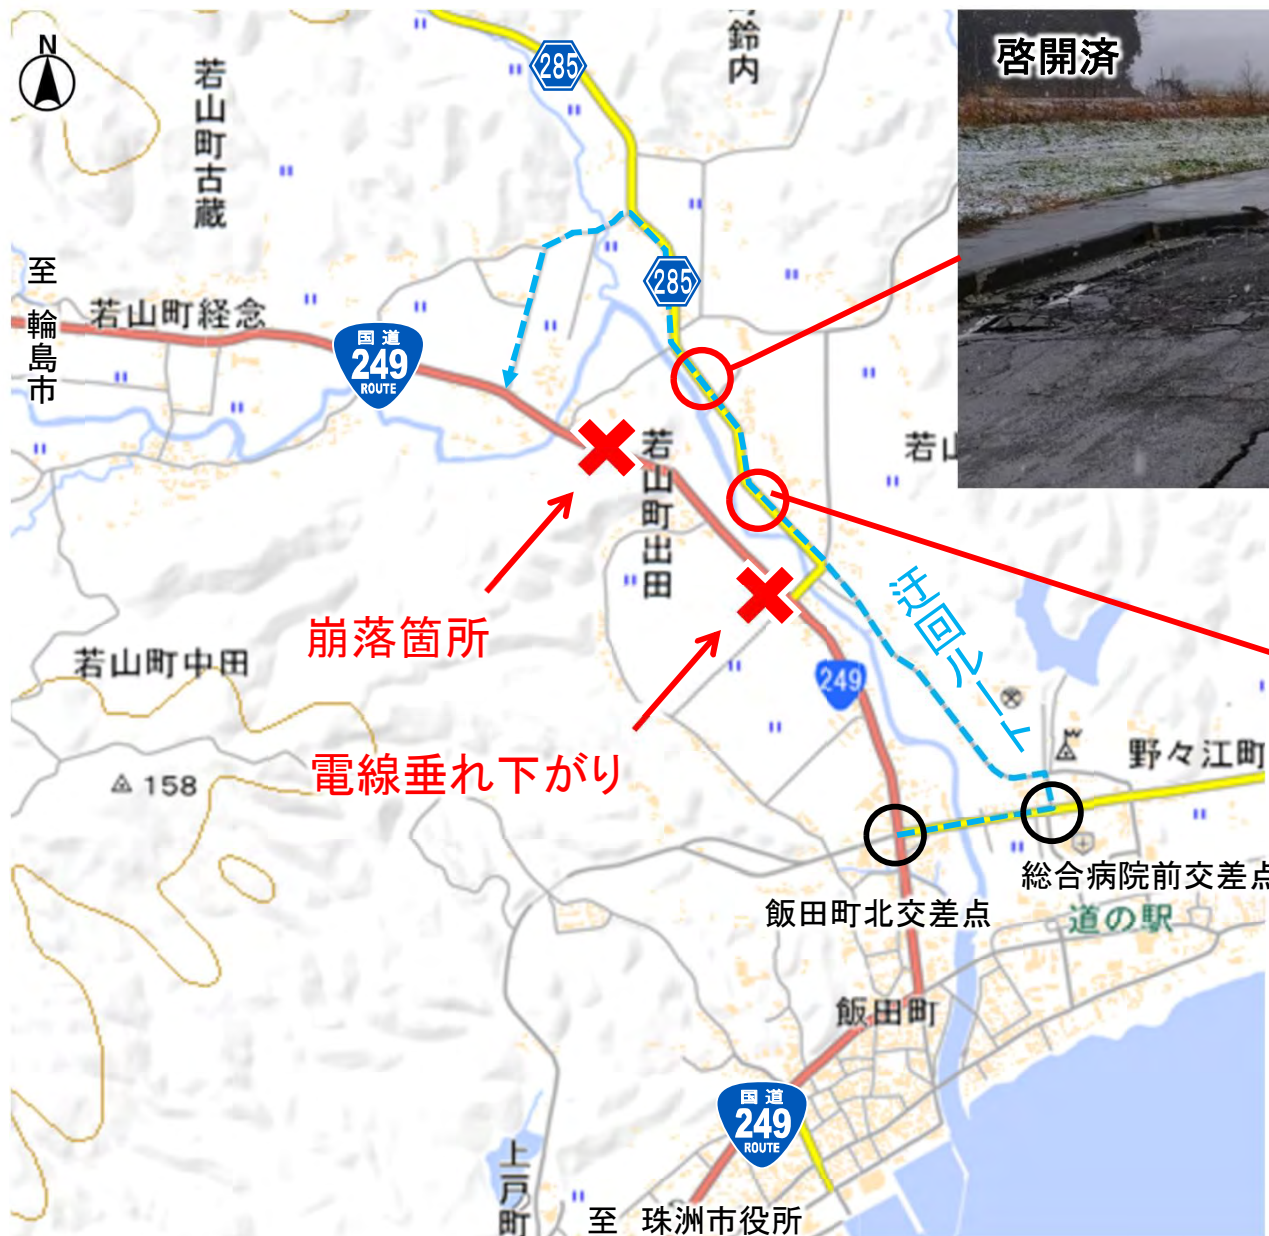 N
285
鈴内
啓開済
若山町古蔵
至 輪島市
若山町経念
国道
249
ROUTE
285
若山町出田
若山
崩落箇所
迂回ルート
若山町中田
249
電線垂れ下がり
158
野々江町
総合病院前交差点
飯田町北交差点
道の駅
飯田町
国道
249
ROUTE
上戸町
至 珠洲市役所